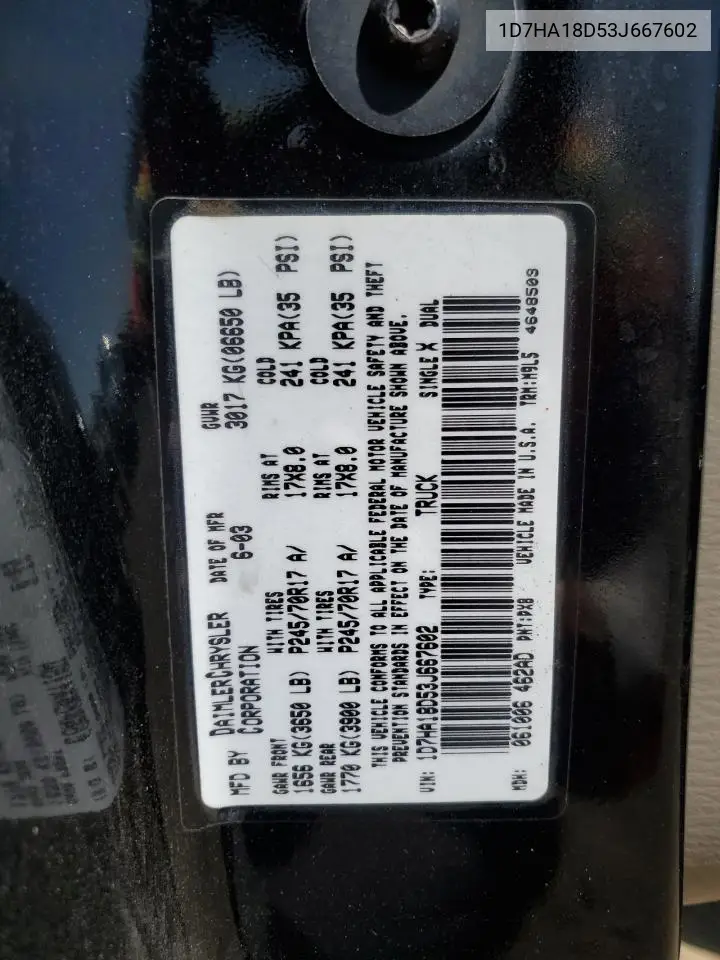 1D7HA18D53J667602
MFD BY DAIMLERCHRYSLER CORPORATION DATE OF MFR 6-03 GVWR 3017 KG(06650 LB)
GAWR FRONT WITH TIRES RIMS AT COLD
1656 KG(3650 LB) P245/70R17 A/ 17X8.0 241 KPA(35 PSI)
GAWR REAR WITH TIRES RIMS AT COLD
1770 KG(3900 LB) P245/70R17 A/ 17X8.0 241 KPA(35 PSI)
THIS VEHICLE CONFORMS TO ALL APPLICABLE FEDERAL MOTOR VEHICLE SAFETY AND THEFT
PREVENTION STANDARDS IN EFFECT ON THE DATE OF MANUFACTURE SHOWN ABOVE.
VIN: 1D7HA18D53J667602 TYPE: TRUCK SINGLE X DUAL
MDH: 061006 462AD PNT:PX8 VEHICLE MADE IN U.S.A. TRM:M9L5 4648509